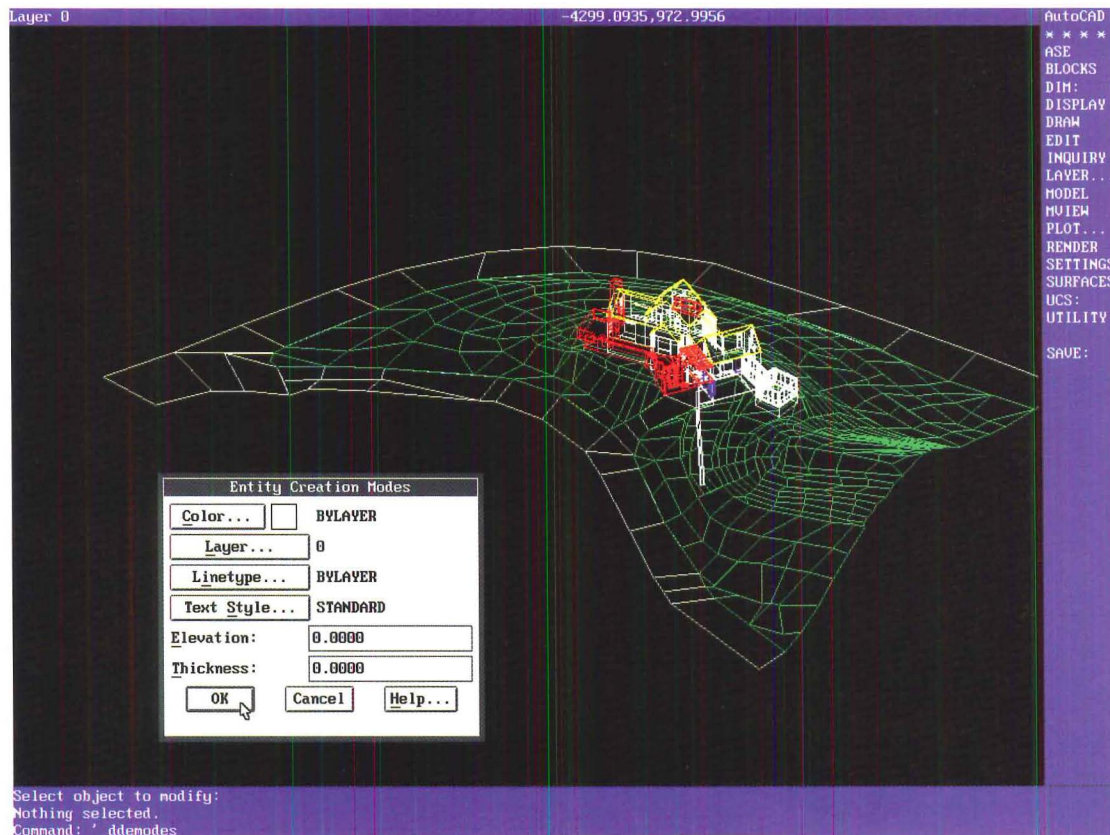 Layer 0
-4299.0935,972.9956
AutoCAD
* * * *
ASE
BLOCKS
DIM:
DISPLAY
DRAW
EDIT
INQUIRY
LAYER..
MODEL
MVIEW
PLOT...
RENDER
SETTINGS
SURFACES
UCS:
UTILITY
SAVE:
Entity Creation Modes
Color... BYLAYER
Layer... 0
Linetype... BYLAYER
Text Style... STANDARD
Elevation: 0.0000
Thickness: 0.0000
OK Cancel Help...
Select object to modify:
Nothing selected.
Command: ' ddemodes